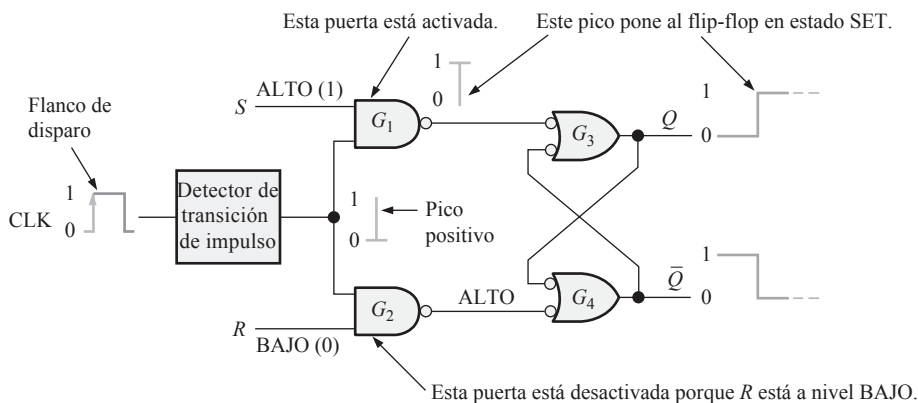 Esta puerta está activada.
Este pico pone al flip-flop en estado SET.
1
0
1
0
ALTO (1)
S
G1
G3
Q
Flanco de
disparo
1
0
CLK
Detector de
transición
de impulso
1
0
Pico
positivo
1
0
Q̅
G2
ALTO
G4
R
BAJO (0)
Esta puerta está desactivada porque R está a nivel BAJO.